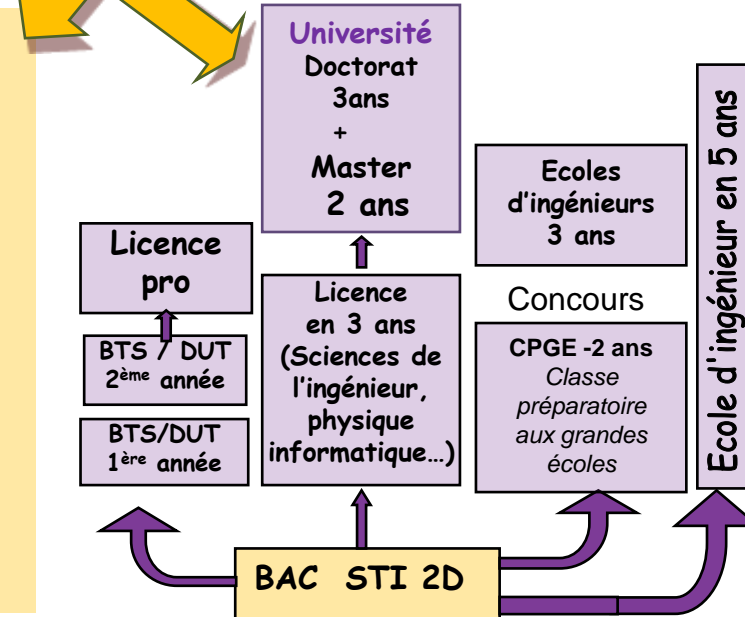 Université
Doctorat
3ans
+
Master
2 ans
Ecoles
d'ingénieurs
3 ans
Ecole d'ingénieur en 5 ans
Licence
pro
Licence
en 3 ans
(Sciences de
l'ingénieur,
physique
informatique...)
Concours
BTS / DUT
2ème année
CPGE -2 ans
Classe
préparatoire
aux grandes
écoles
BTS/DUT
1ère année
BAC STI 2D